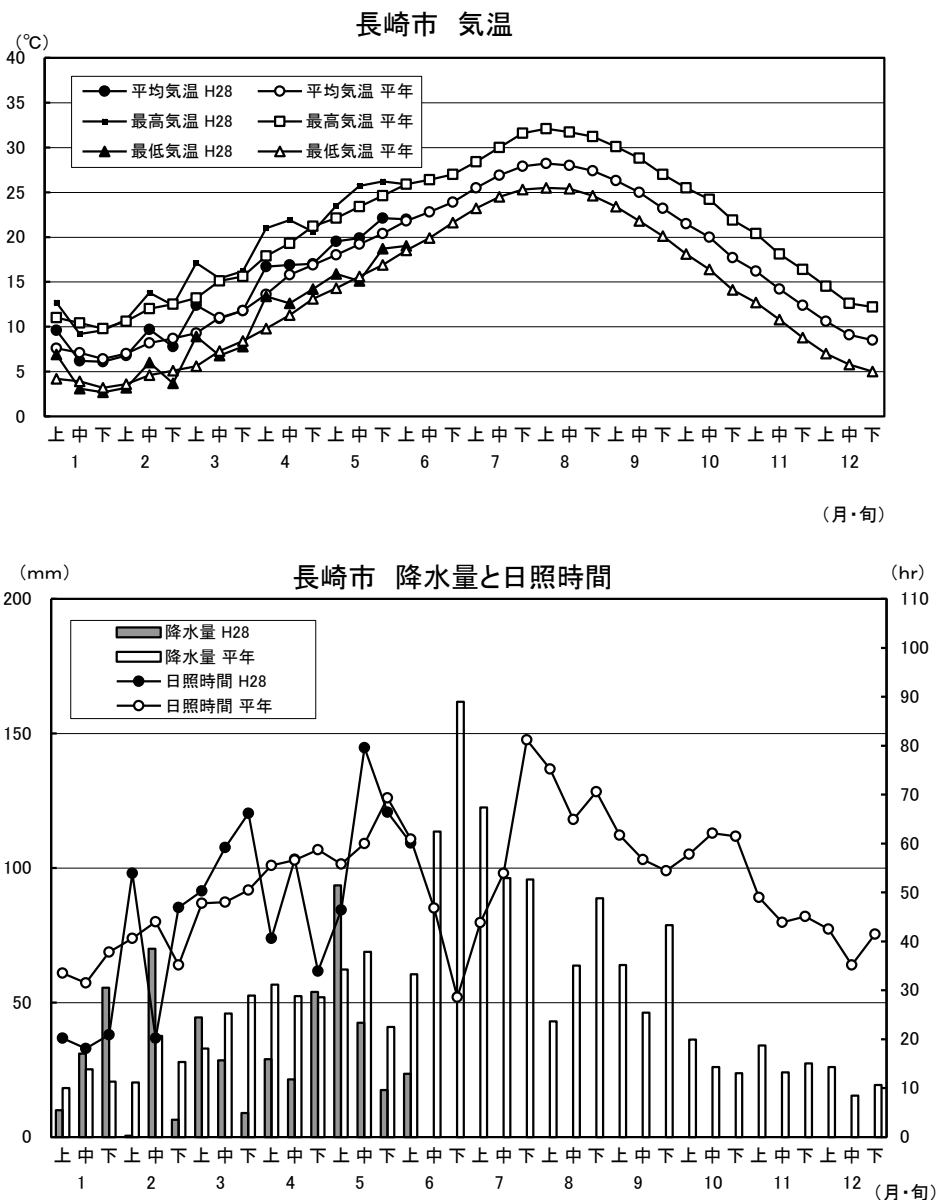 長崎市 気温
(℃)
40
35
30
25
20
15
10
5
0
平均気温 H28
平均気温 平年
最高気温 H28
最高気温 平年
最低気温 H28
最低気温 平年
上 中 下 上 中 下 上 中 下 上 中 下 上 中 下 上 中 下 上 中 下 上 中 下 上 中 下 上 中 下 上 中 下 上 中 下
1 2 3 4 5 6 7 8 9 10 11 12
(月・旬)
(mm)
長崎市 降水量と日照時間
(hr)
200
150
100
50
0
降水量 H28
降水量 平年
日照時間 H28
日照時間 平年
110
100
90
80
70
60
50
40
30
20
10
0
上 中 下 上 中 下 上 中 下 上 中 下 上 中 下 上 中 下 上 中 下 上 中 下 上 中 下 上 中 下 上 中 下 上 中 下
1 2 3 4 5 6 7 8 9 10 11 12
(月・旬)